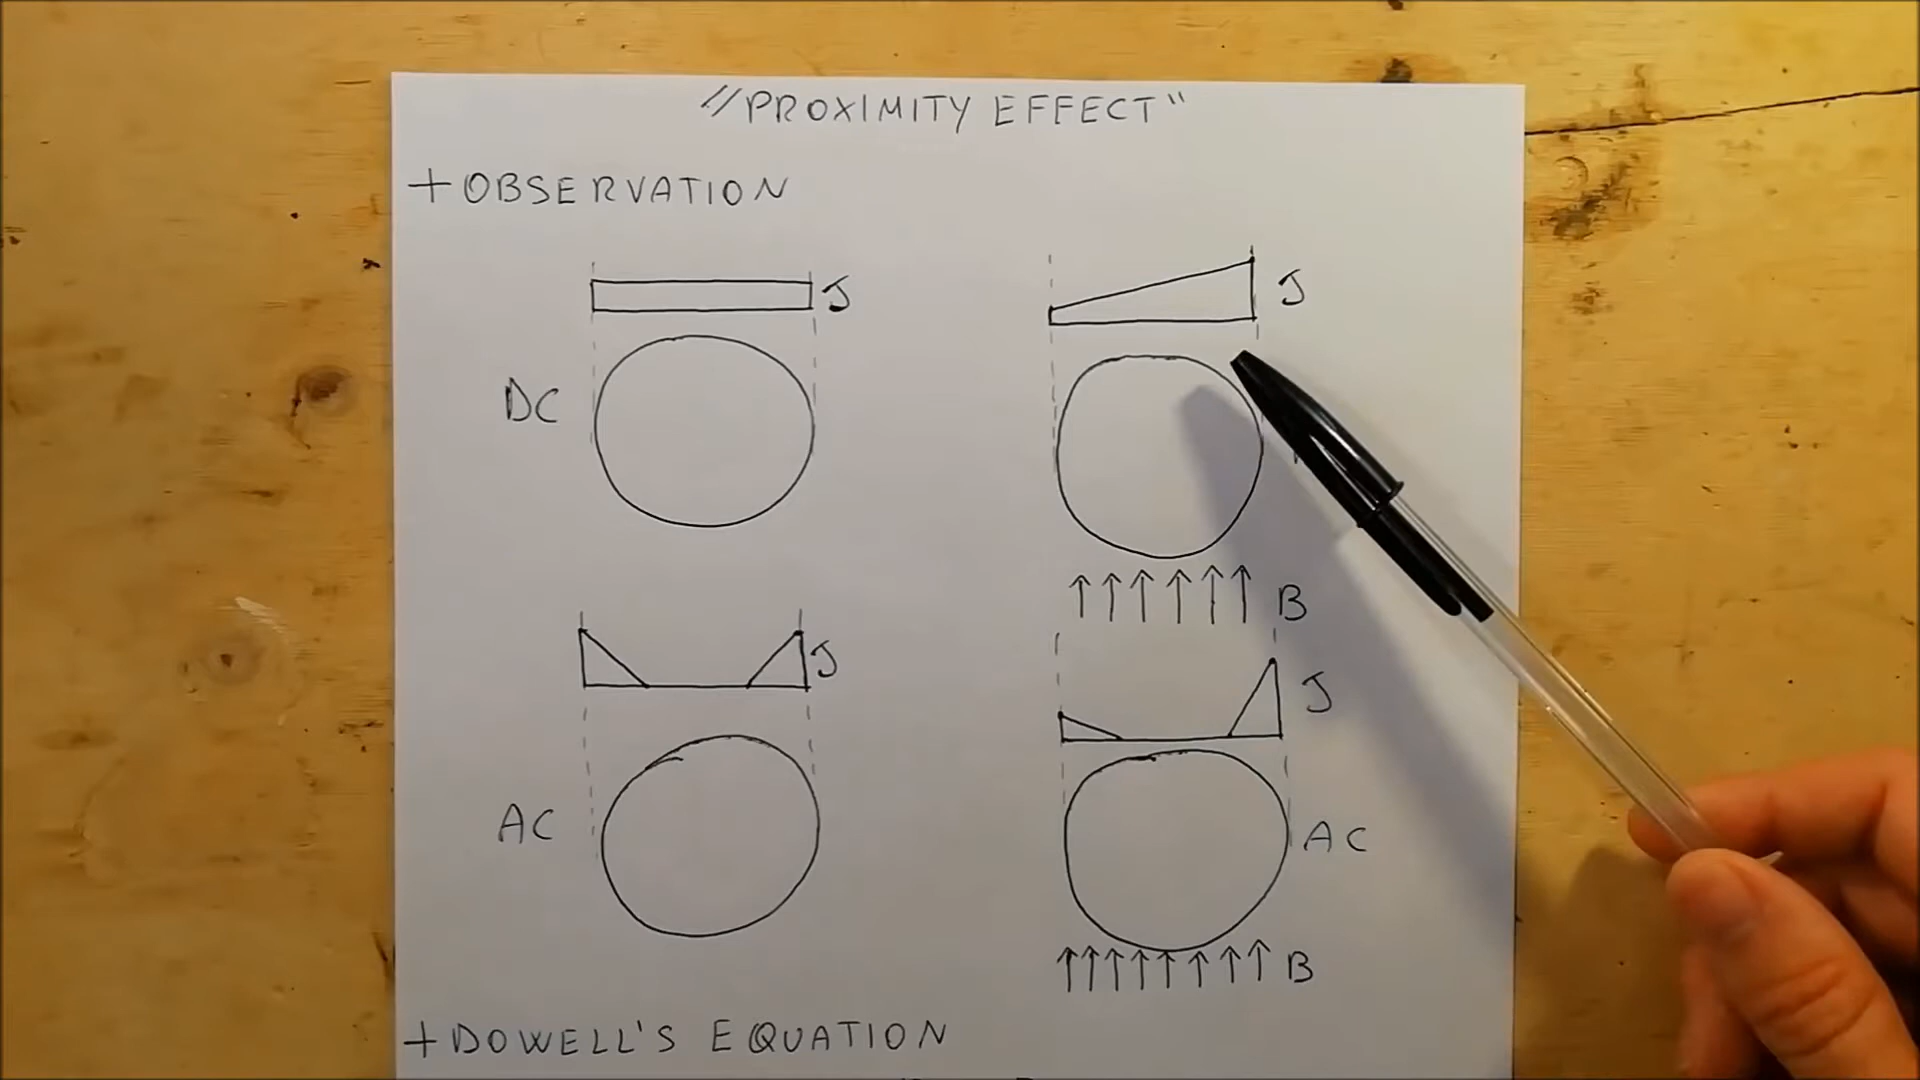 "PROXIMITY EFFECT"
+ OBSERVATION
J
J
DC
B
J
J
AC
AC
B
+ DOWELL'S EQUATION